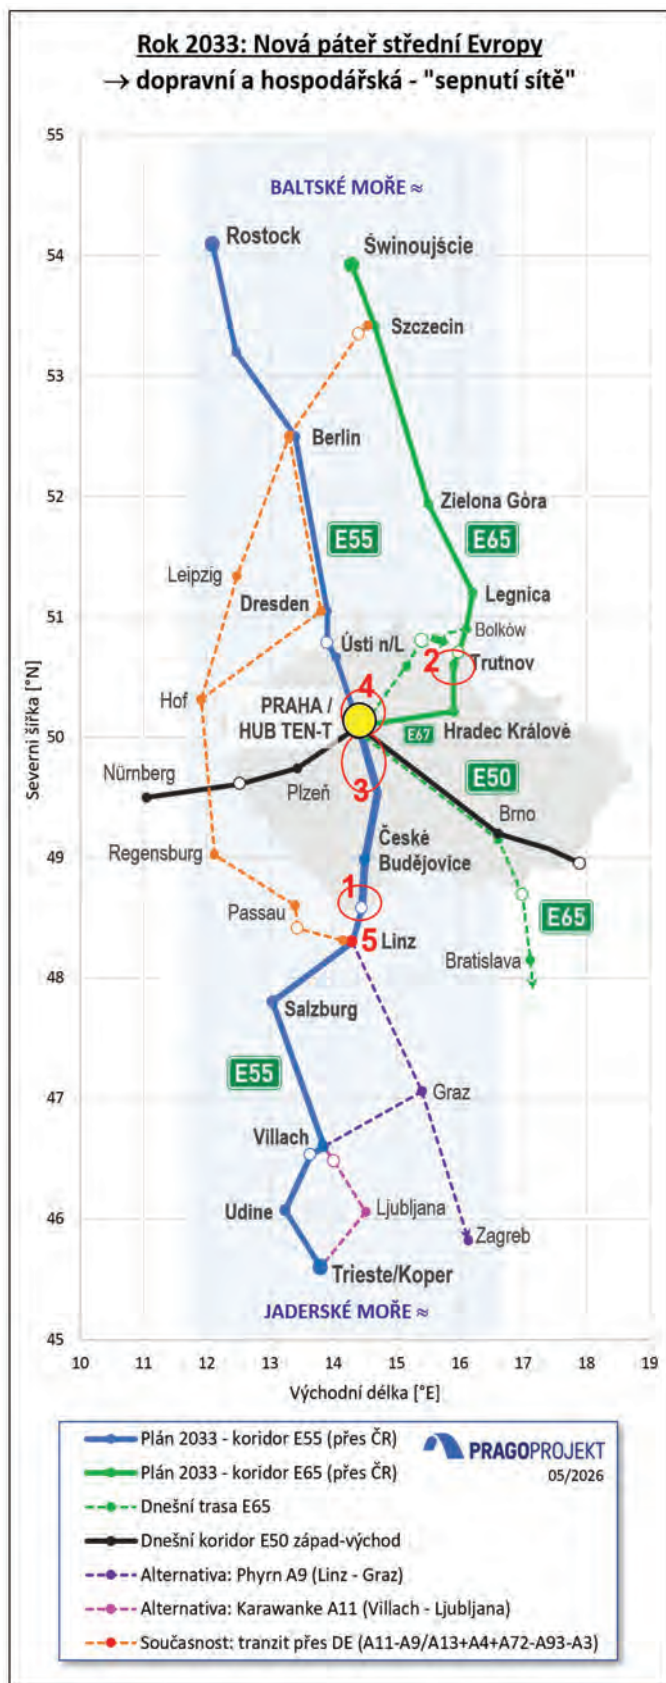 Rok 2033: Nová páteř střední Evropy
→ dopravní a hospodářská - "sepnutí sítě"
55
BALTSKÉ MOŘE ≈
54
Rostock
Świnoujście
Szczecin
53
Berlin
52
Zielona Góra
E55
E65
Leipzig
Legnica
51
Dresden
Bolków
Ústi n/L
2
Trutnov
4
Hof
PRAHA /
HUB TEN-T
50
E67
Hradec Králové
Severní šířka [°N]
Nürnberg
Plzeň
3
E50
Brno
49
Regensburg
České
Budějovice
1
Passau
E65
5
Linz
Bratislava
48
Salzburg
E55
47
Graz
Villach
46
Udine
Ljubljana
Zagreb
Trieste/Koper
JADERSKÉ MOŘE ≈
45
10 11 12 13 14 15 16 17 18 19
Východní délka [°E]
Plán 2033 - koridor E55 (přes ČR)
PRAGOPROJEKT
Plán 2033 - koridor E65 (přes ČR)
05/2026
Dnešní trasa E65
Dnešní koridor E50 západ-východ
Alternativa: Phyrn A9 (Linz - Graz)
Alternativa: Karawanke A11 (Villach - Ljubljana)
Současnost: tranzit přes DE (A11-A9/A13+A4+A72-A93-A3)